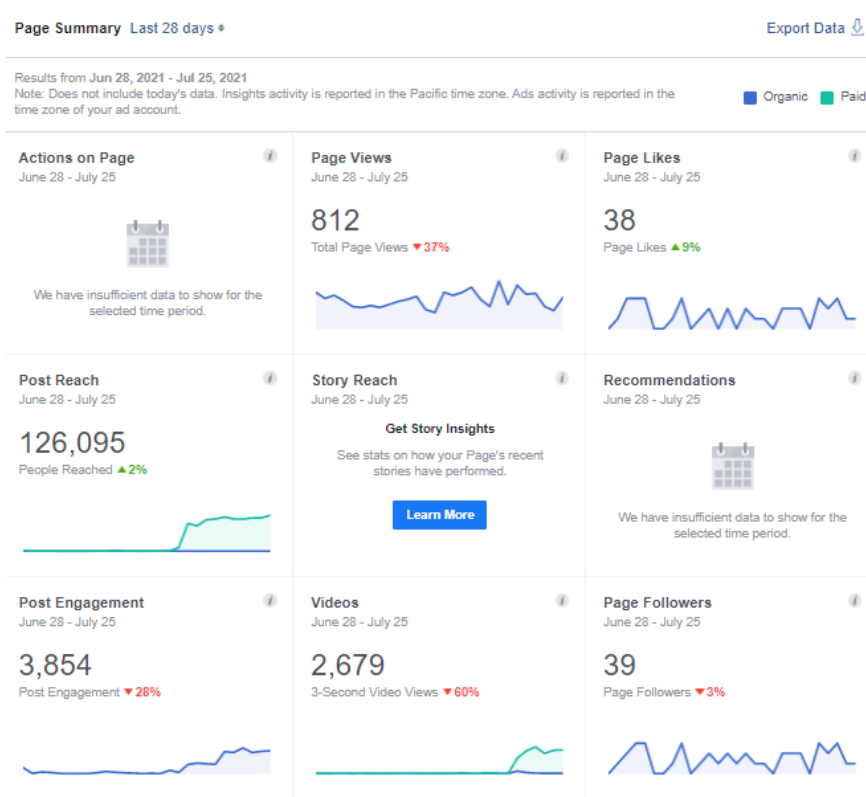 Page Summary Last 28 days
Export Data
Results from Jun 28, 2021 - Jul 25, 2021
Note: Does not include today's data. Insights activity is reported in the Pacific time zone. Ads activity is reported in the
time zone of your ad account.
Organic Paid
Actions on Page
June 28 - July 25
We have insufficient data to show for the
selected time period.
Page Views
June 28 - July 25
812
Total Page Views ▼37%
Page Likes
June 28 - July 25
38
Page Likes ▲9%
Post Reach
June 28 - July 25
126,095
People Reached ▲2%
Story Reach
June 28 - July 25
Get Story Insights
See stats on how your Page's recent
stories have performed.
Learn More
Recommendations
June 28 - July 25
We have insufficient data to show for the
selected time period.
Post Engagement
June 28 - July 25
3,854
Post Engagement ▼28%
Videos
June 28 - July 25
2,679
3-Second Video Views ▼60%
Page Followers
June 28 - July 25
39
Page Followers ▼3%